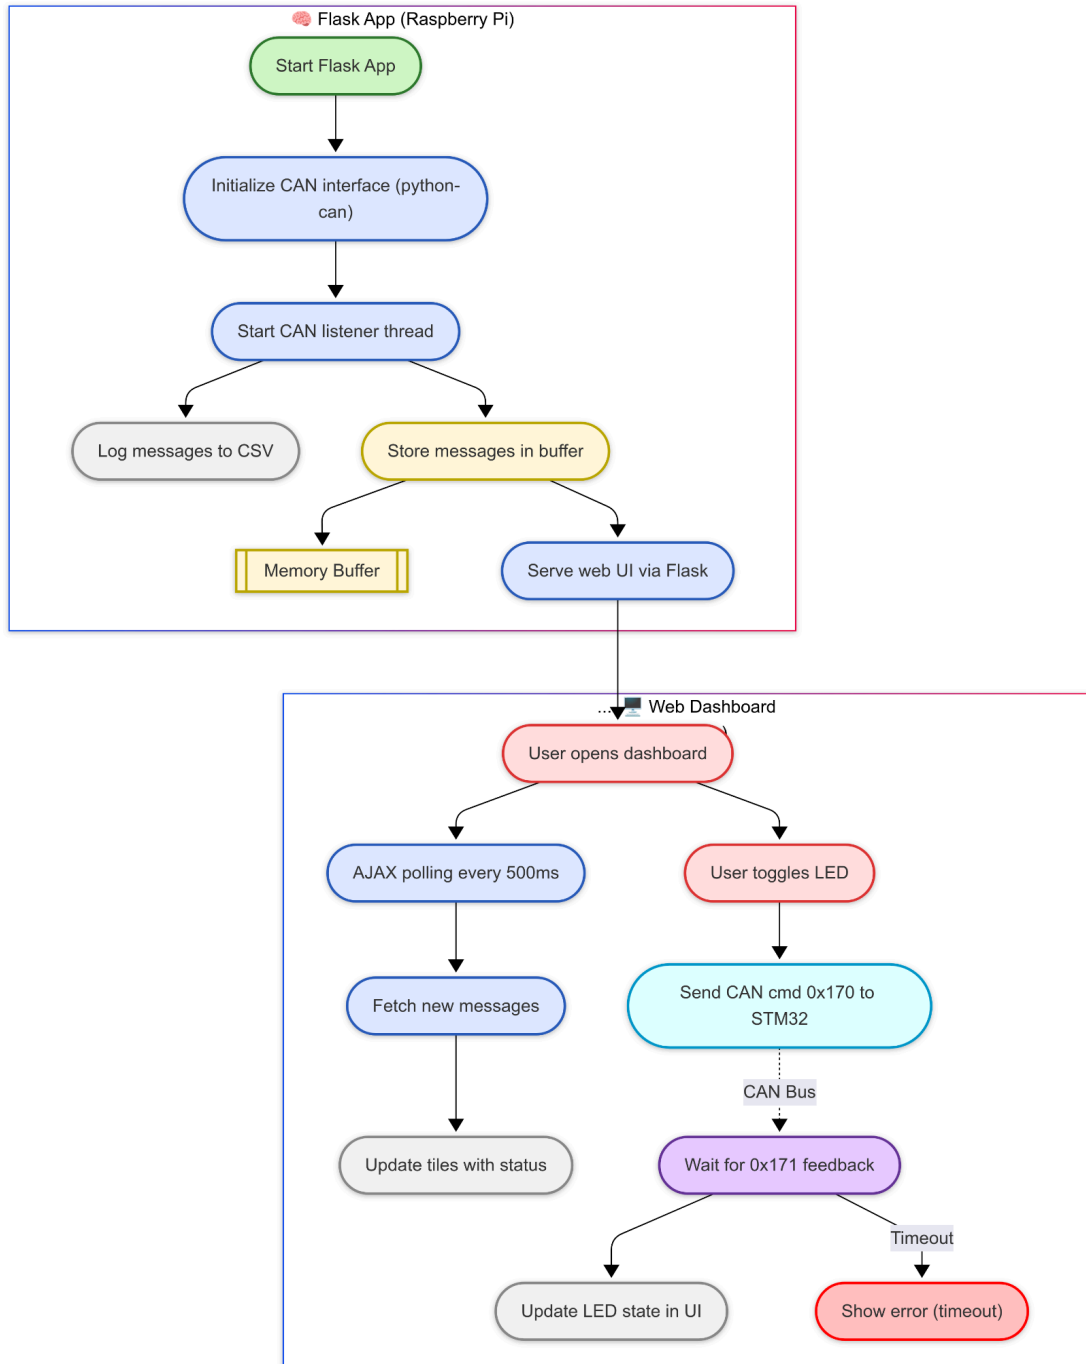 🧠 Flask App (Raspberry Pi)
Start Flask App
Initialize CAN interface (python-
can)
Start CAN listener thread
Log messages to CSV
Store messages in buffer
Memory Buffer
Serve web UI via Flask
... 🖥️ Web Dashboard
)
User opens dashboard
AJAX polling every 500ms
User toggles LED
Fetch new messages
Send CAN cmd 0x170 to
STM32
CAN Bus
Update tiles with status
Wait for 0x171 feedback
Timeout
Update LED state in UI
Show error (timeout)